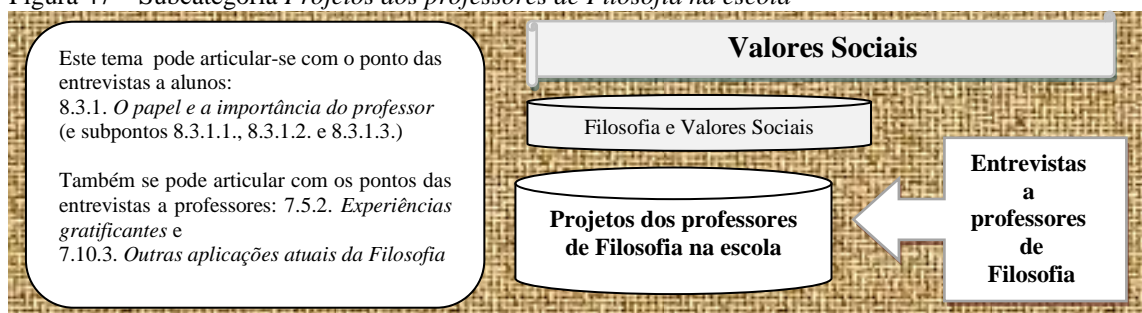 Figura 47 – Subcategoria Projetos dos professores de Filosofia na escola
Este tema pode articular-se com o ponto das
entrevistas a alunos:
8.3.1. O papel e a importância do professor
(e subpontos 8.3.1.1., 8.3.1.2. e 8.3.1.3.)
Também se pode articular com os pontos das
entrevistas a professores: 7.5.2. Experiências
gratificantes e
7.10.3. Outras aplicações atuais da Filosofia
Valores Sociais
Filosofia e Valores Sociais
Projetos dos professores
de Filosofia na escola
Entrevistas
a
professores
de
Filosofia